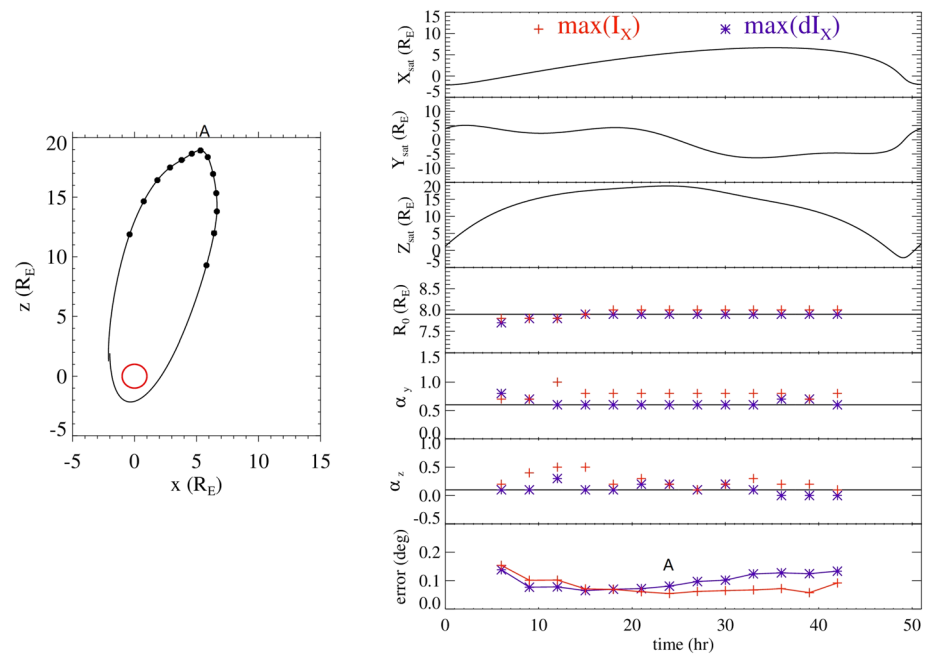 A
20
15
10
5
0
-5
z (R_E)
-5 0 5 10 15
x (R_E)
+ max(I_X) * max(dI_X)
15
10
5
0
-5
X_sat (R_E)
10
5
0
-5
-10
Y_sat (R_E)
20
15
10
5
0
-5
Z_sat (R_E)
8.5
8.0
7.5
R_0 (R_E)
1.5
1.0
0.5
0.0
α_y
1.0
0.5
0.0
-0.5
α_z
A
0.2
0.1
0.0
error (deg)
0 10 20 30 40 50
time (hr)